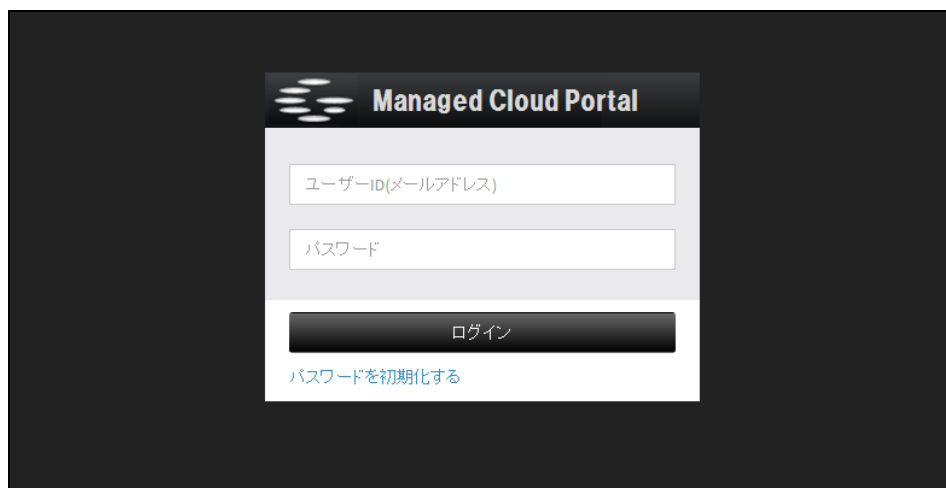 Managed Cloud Portal
ユーザーID(メールアドレス)
パスワード
ログイン
パスワードを初期化する